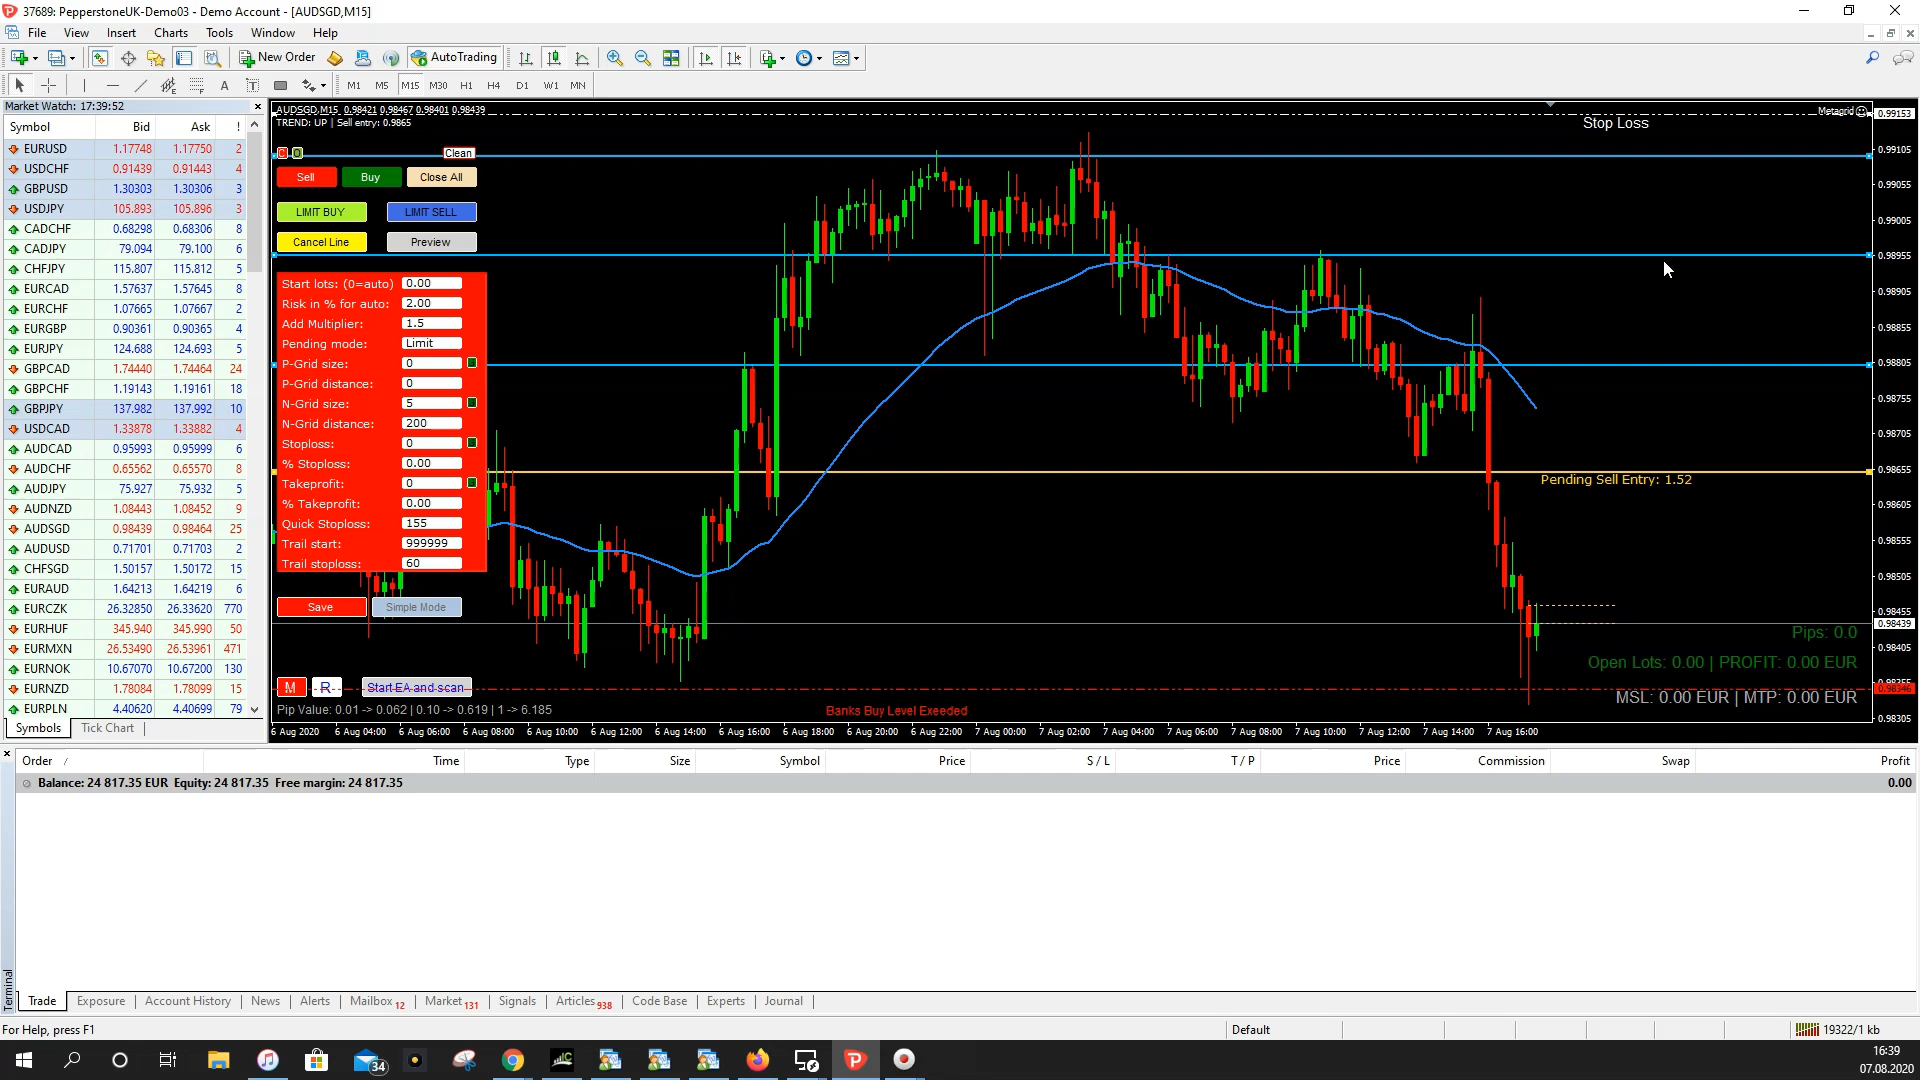 37689: PepperstoneUK-Demo03 - Demo Account - [AUDSGD,M15]
File View Insert Charts Tools Window Help
New Order AutoTrading
A T M1 M5 M15 M30 H1 H4 D1 W1 MN
Market Watch: 17:39:52
Symbol Bid Ask !
EURUSD 1.17748 1.17750 2
USDCHF 0.91439 0.91443 4
GBPUSD 1.30303 1.30306 3
USDJPY 105.893 105.896 3
CADCHF 0.68298 0.68306 8
CADJPY 79.094 79.100 6
CHFJPY 115.807 115.812 5
EURCAD 1.57637 1.57645 8
EURCHF 1.07665 1.07667 2
EURGBP 0.90361 0.90365 4
EURJPY 124.688 124.693 5
GBPCAD 1.74440 1.74464 24
GBPCHF 1.19143 1.19161 18
GBPJPY 137.982 137.992 10
USDCAD 1.33878 1.33882 4
AUDCAD 0.95993 0.95999 6
AUDCHF 0.65562 0.65570 8
AUDJPY 75.927 75.932 5
AUDNZD 1.08443 1.08452 9
AUDSGD 0.98439 0.98464 25
AUDUSD 0.71701 0.71703 2
CHFSGD 1.50157 1.50172 15
EURAUD 1.64213 1.64219 6
EURCZK 26.32850 26.33620 770
EURHUF 345.940 345.990 50
EURMXN 26.53490 26.53961 471
EURNOK 10.67070 10.67200 130
EURNZD 1.78084 1.78099 15
EURPLN 4.40620 4.40699 79
Symbols Tick Chart
AUDSGD,M15 0.98421 0.98467 0.98401 0.98439
TREND: UP | Sell entry: 0.9865
Metagrid
Stop Loss
Clean
Sell Buy Close All
LIMIT BUY LIMIT SELL
Cancel Line Preview
Start lots: (0=auto) 0.00
Risk in % for auto: 2.00
Add Multiplier: 1.5
Pending mode: Limit
P-Grid size: 0
P-Grid distance: 0
N-Grid size: 5
N-Grid distance: 200
Stoploss: 0
% Stoploss: 0.00
Takeprofit: 0
% Takeprofit: 0.00
Quick Stoploss: 155
Trail start: 999999
Trail stoploss: 60
Save Simple Mode
M R Start EA and scan
Pip Value: 0.01 -> 0.062 | 0.10 -> 0.619 | 1 -> 6.185
Banks Buy Level Exeeded
Pending Sell Entry: 1.52
Pips: 0.0
Open Lots: 0.00 | PROFIT: 0.00 EUR
MSL: 0.00 EUR | MTP: 0.00 EUR
0.99153
0.99105
0.99055
0.99005
0.98955
0.98905
0.98855
0.98805
0.98755
0.98705
0.98655
0.98605
0.98555
0.98505
0.98455
0.98439
0.98405
0.98346
0.98305
6 Aug 2020 6 Aug 04:00 6 Aug 06:00 6 Aug 08:00 6 Aug 10:00 6 Aug 12:00 6 Aug 14:00 6 Aug 16:00 6 Aug 18:00 6 Aug 20:00 6 Aug 22:00 7 Aug 00:00 7 Aug 02:00 7 Aug 04:00 7 Aug 06:00 7 Aug 08:00 7 Aug 10:00 7 Aug 12:00 7 Aug 14:00 7 Aug 16:00
Order / Time Type Size Symbol Price S / L T / P Price Commission Swap Profit
Balance: 24 817.35 EUR Equity: 24 817.35 Free margin: 24 817.35 0.00
Terminal
Trade Exposure Account History News Alerts Mailbox 12 Market 131 Signals Articles 938 Code Base Experts Journal
For Help, press F1 Default 19322/1 kb
34
16:39
07.08.2020